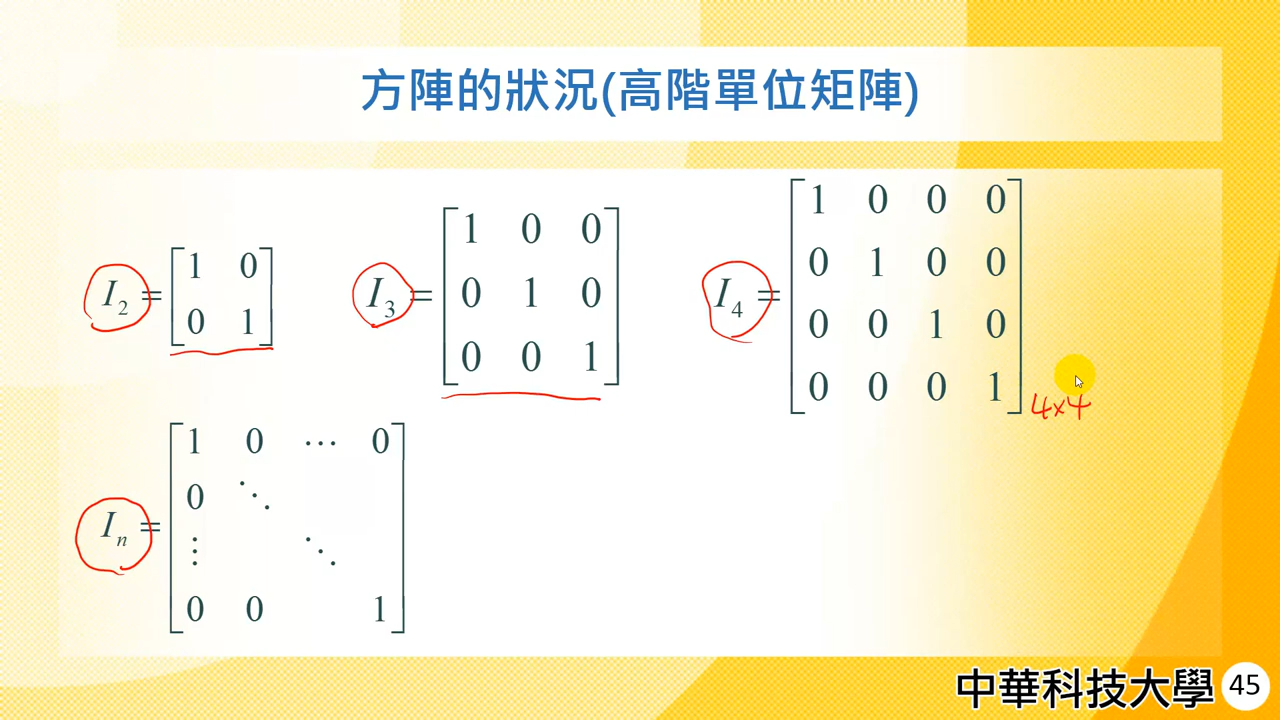 方陣的狀況(高階單位矩陣)
I₂ = [1 0
0 1]
I₃ = [1 0 0
0 1 0
0 0 1]
I₄ = [1 0 0 0
0 1 0 0
0 0 1 0
0 0 0 1]
4×4
Iₙ = [1 0 ⋯ 0
0 ⋱
⋮ ⋱
0 0 1]
中華科技大學 45